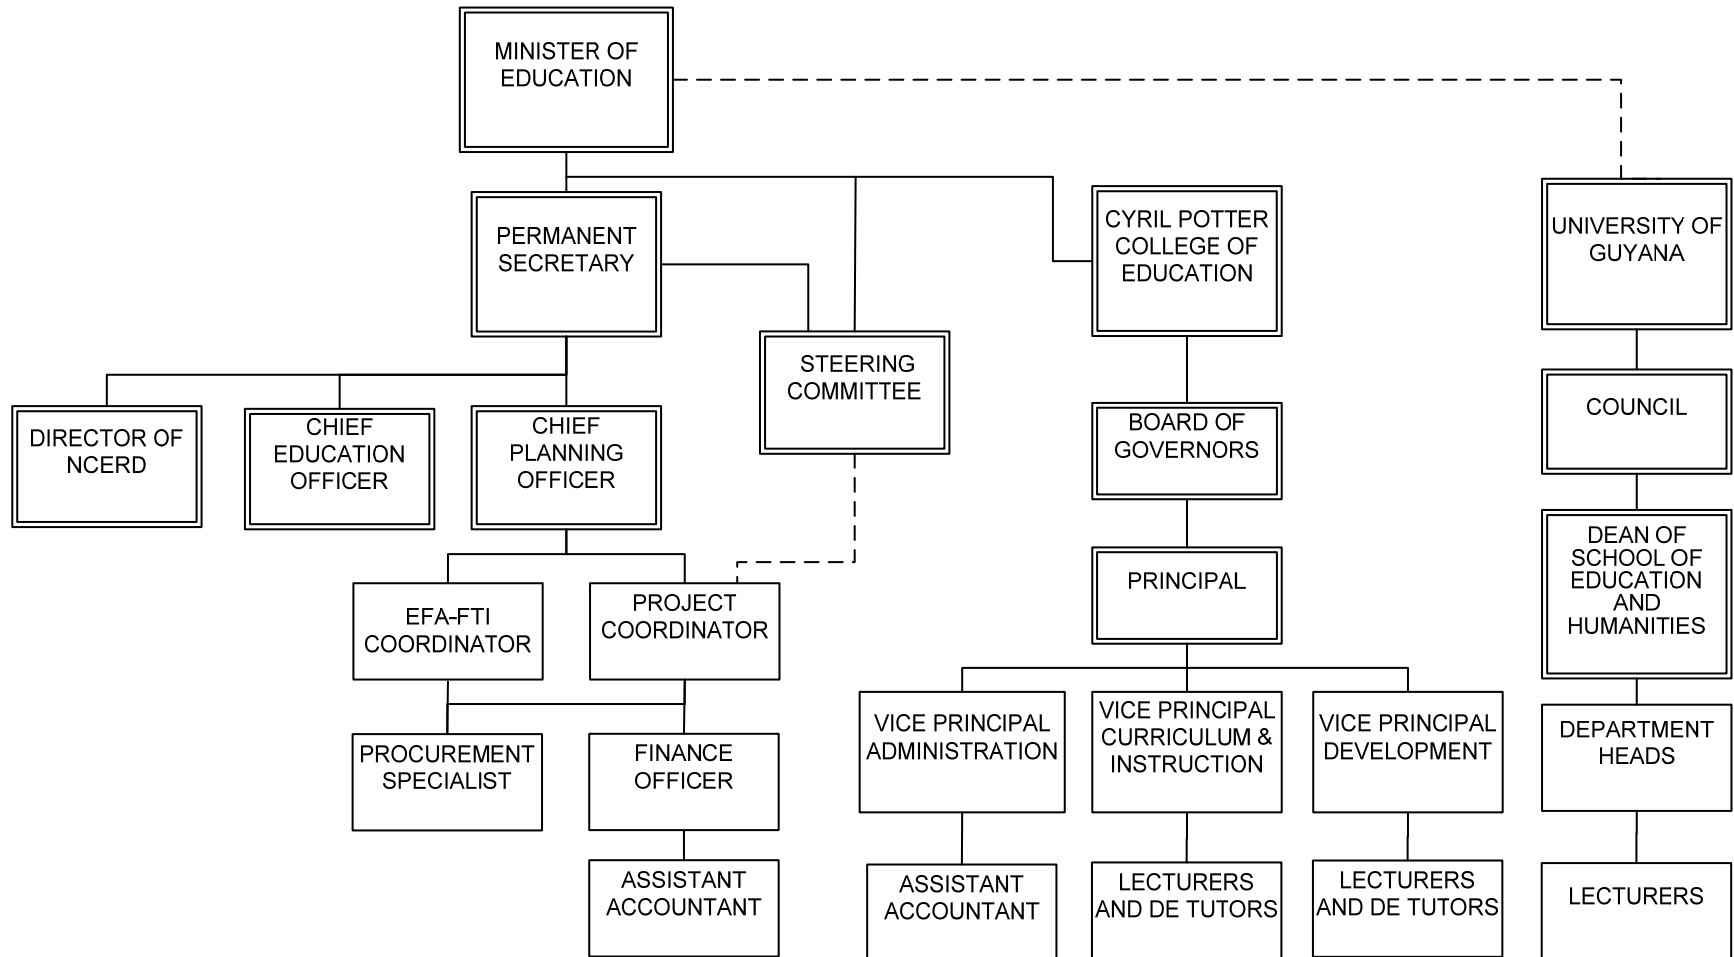 MINISTER OF
EDUCATION
PERMANENT
SECRETARY
CYRIL POTTER
COLLEGE OF
EDUCATION
UNIVERSITY OF
GUYANA
STEERING
COMMITTEE
DIRECTOR OF
NCERD
CHIEF
EDUCATION
OFFICER
CHIEF
PLANNING
OFFICER
BOARD OF
GOVERNORS
COUNCIL
EFA-FTI
COORDINATOR
PROJECT
COORDINATOR
PRINCIPAL
DEAN OF
SCHOOL OF
EDUCATION
AND
HUMANITIES
PROCUREMENT
SPECIALIST
FINANCE
OFFICER
VICE PRINCIPAL
ADMINISTRATION
VICE PRINCIPAL
CURRICULUM &
INSTRUCTION
VICE PRINCIPAL
DEVELOPMENT
DEPARTMENT
HEADS
ASSISTANT
ACCOUNTANT
ASSISTANT
ACCOUNTANT
LECTURERS
AND DE TUTORS
LECTURERS
AND DE TUTORS
LECTURERS